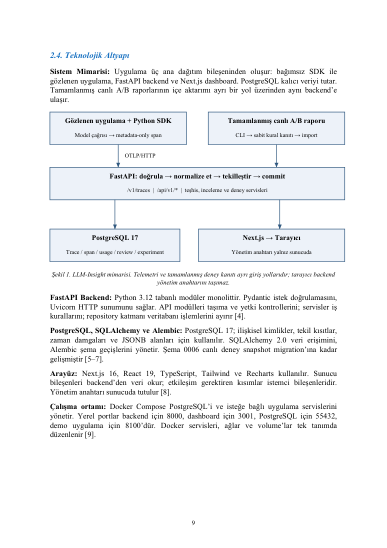 2.4. Teknolojik Altyapı
Sistem Mimarisi: Uygulama üç ana dağıtım bileşeninden oluşur: bağımsız SDK ile
gözlenen uygulama, FastAPI backend ve Next.js dashboard. PostgreSQL kalıcı veriyi tutar.
Tamamlanmış canlı A/B raporlarının içe aktarımı ayrı bir yol üzerinden aynı backend'e
ulaşır.
Gözlenen uygulama + Python SDK
Model çağrısı → metadata-only span
Tamamlanmış canlı A/B raporu
CLI → sabit kural kanıtı → import
OTLP/HTTP
FastAPI: doğrula → normalize et → tekilleştir → commit
/v1/traces | /api/v1/* | teşhis, inceleme ve deney servisleri
PostgreSQL 17
Trace / span / usage / review / experiment
Next.js → Tarayıcı
Yönetim anahtarı yalnız sunucuda
Şekil 1. LLM-Insight mimarisi. Telemetri ve tamamlanmış deney kanıtı ayrı giriş yollarıdır; tarayıcı backend
yönetim anahtarını taşımaz.
FastAPI Backend: Python 3.12 tabanlı modüler monolittir. Pydantic istek doğrulamasını,
Uvicorn HTTP sunumunu sağlar. API modülleri taşıma ve yetki kontrollerini; servisler iş
kurallarını; repository katmanı veritabanı işlemlerini ayırır [4].
PostgreSQL, SQLAlchemy ve Alembic: PostgreSQL 17; ilişkisel kimlikler, tekil kısıtlar,
zaman damgaları ve JSONB alanları için kullanılır. SQLAlchemy 2.0 veri erişimini,
Alembic şema geçişlerini yönetir. Şema 0006 canlı deney snapshot migration'ına kadar
gelişmiştir [5–7].
Arayüz: Next.js 16, React 19, TypeScript, Tailwind ve Recharts kullanılır. Sunucu
bileşenleri backend'den veri okur; etkileşim gerektiren kısımlar istemci bileşenleridir.
Yönetim anahtarı sunucuda tutulur [8].
Çalışma ortamı: Docker Compose PostgreSQL'i ve isteğe bağlı uygulama servislerini
yönetir. Yerel portlar backend için 8000, dashboard için 3001, PostgreSQL için 55432,
demo uygulama için 8100'dür. Docker servisleri, ağlar ve volume'lar tek tanımda
düzenlenir [9].
9